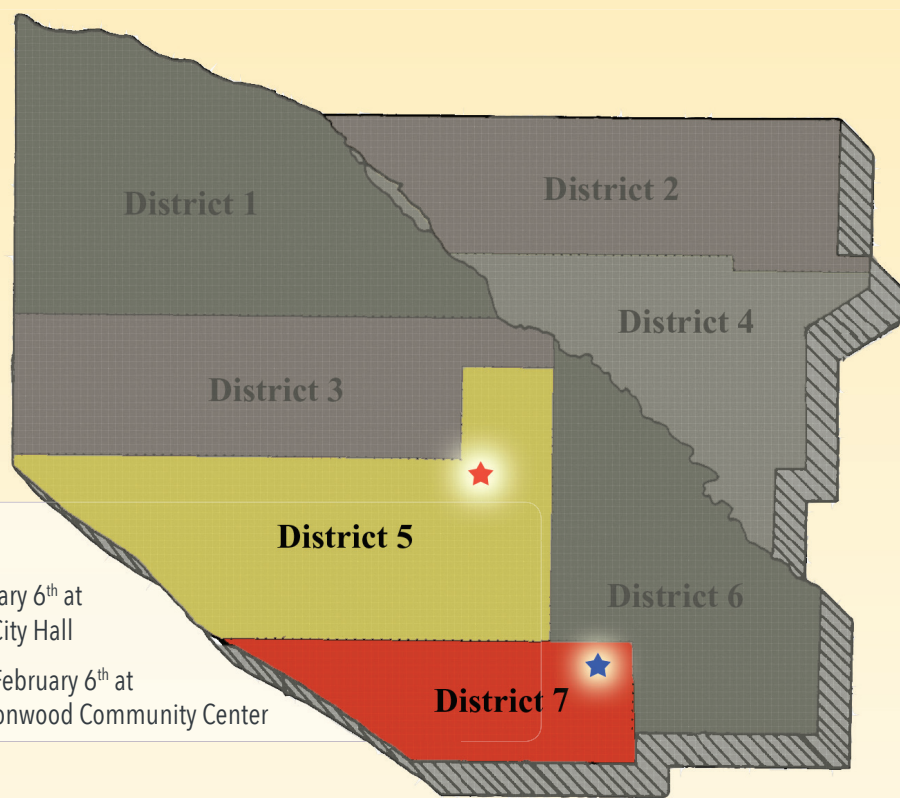 District 1
District 2
District 4
District 3
District 5
ary 6th at
City Hall
District 6
February 6th at
onwood Community Center
District 7